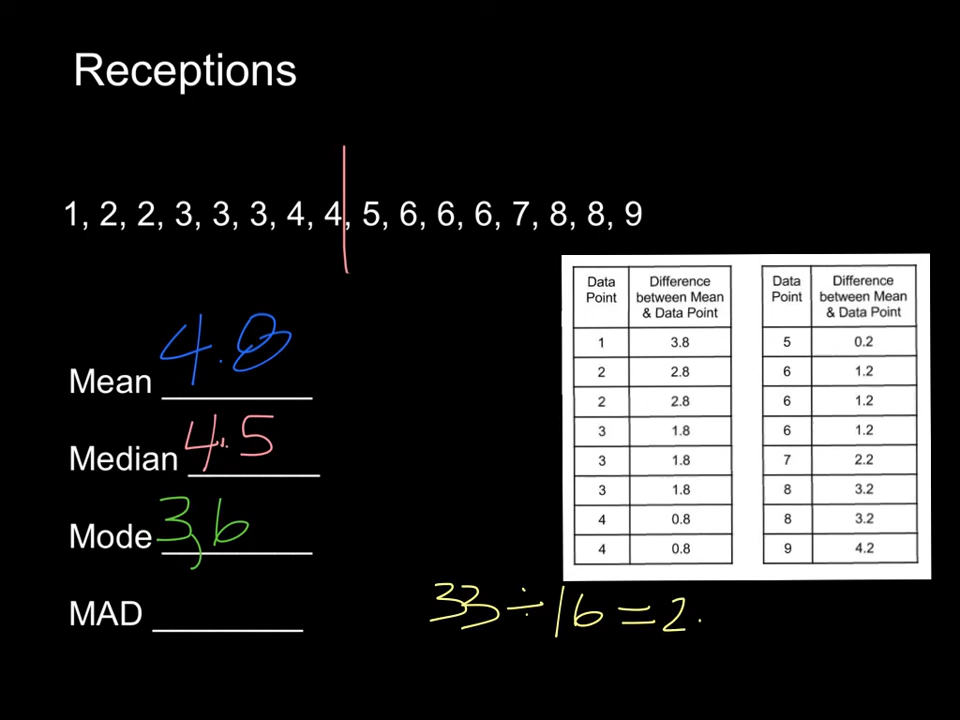 Receptions
1, 2, 2, 3, 3, 3, 4, 4, 5, 6, 6, 6, 7, 8, 8, 9
Mean 4.8
Median 4.5
Mode 3,6
MAD ________
Data Point | Difference between Mean & Data Point
1 | 3.8
2 | 2.8
2 | 2.8
3 | 1.8
3 | 1.8
3 | 1.8
4 | 0.8
4 | 0.8
Data Point | Difference between Mean & Data Point
5 | 0.2
6 | 1.2
6 | 1.2
6 | 1.2
7 | 2.2
8 | 3.2
8 | 3.2
9 | 4.2
33 ÷ 16 = 2.